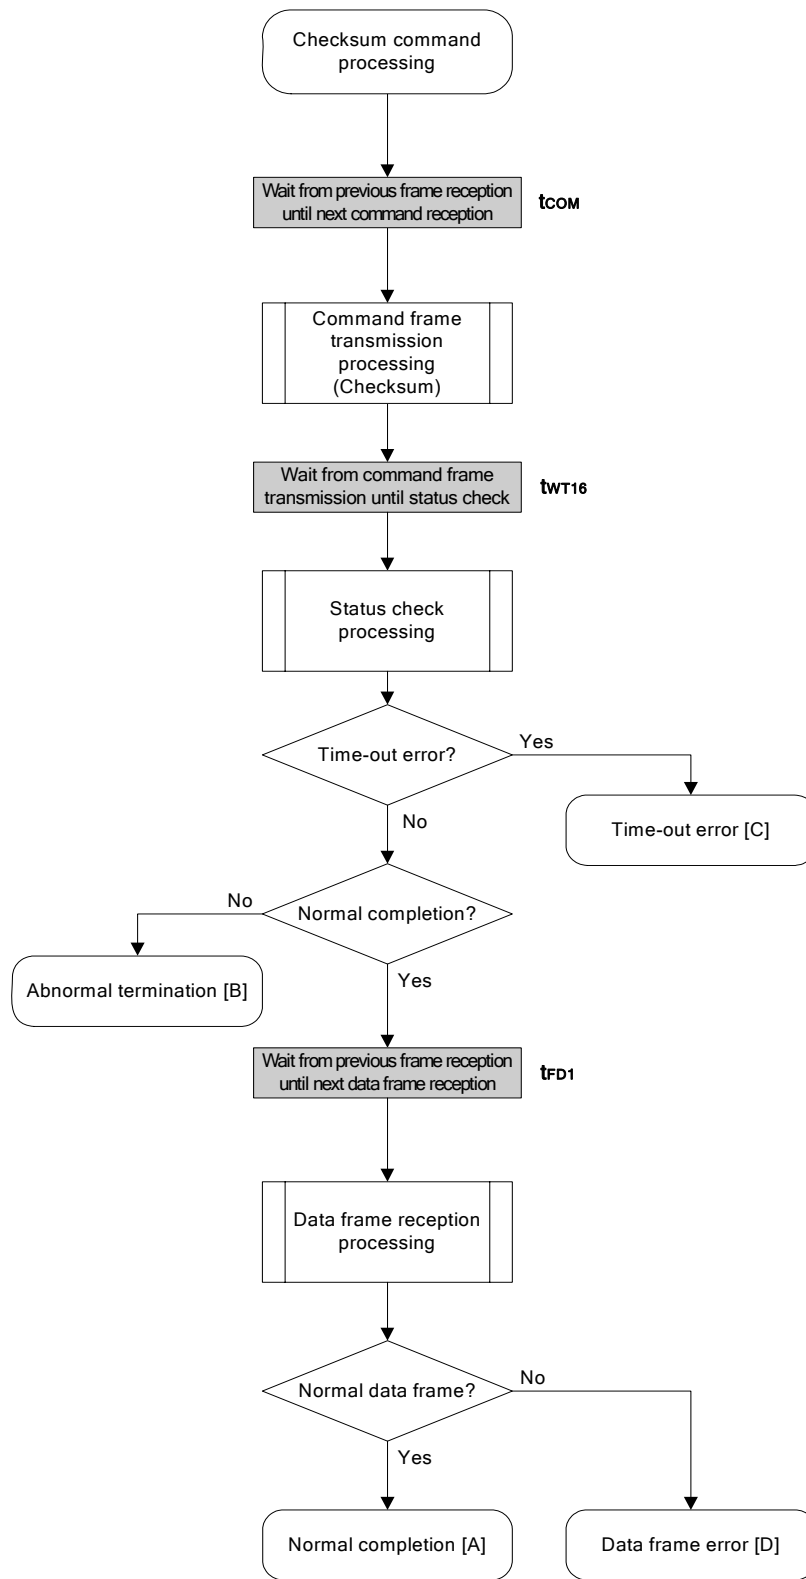 Checksum command
processing
Wait from previous frame reception
until next command reception
tCOM
Command frame
transmission
processing
(Checksum)
Wait from command frame
transmission until status check
tWT16
Status check
processing
Time-out error?
Yes
Time-out error [C]
No
Normal completion?
No
Abnormal termination [B]
Yes
Wait from previous frame reception
until next data frame reception
tFD1
Data frame reception
processing
Normal data frame?
No
Yes
Normal completion [A]
Data frame error [D]